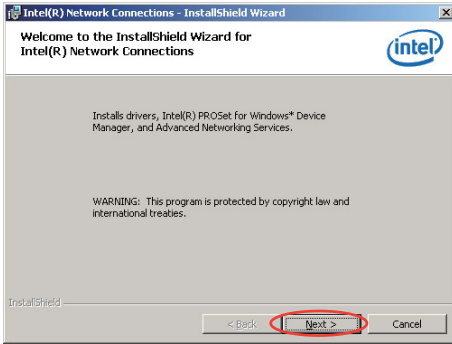 Intel(R) Network Connections - InstallShield Wizard
Welcome to the InstallShield Wizard for
Intel(R) Network Connections
intel
Installs drivers, Intel(R) PROSet for Windows* Device
Manager, and Advanced Networking Services.
WARNING: This program is protected by copyright law and
international treaties.
InstallShield
< Back Next > Cancel